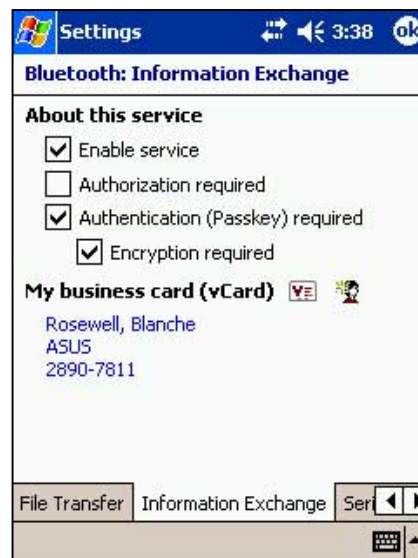 Settings 3:38 ok
Bluetooth: Information Exchange
About this service
Enable service
Authorization required
Authentication (Passkey) required
Encryption required
My business card (vCard)
Rosewell, Blanche
ASUS
2890-7811
File Transfer Information Exchange Seri